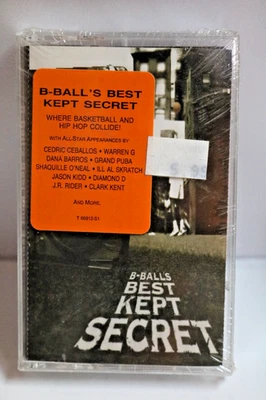 B-BALL'S BEST
KEPT SECRET
WHERE BASKETBALL AND
HIP HOP COLLIDE!
WITH ALL-STAR APPEARANCES BY
CEDRIC CEBALLOS • WARREN G
DANA BARROS • GRAND PUBA
SHAQUILLE O'NEAL • ILL AL SKRATCH
JASON KIDD • DIAMOND D
J.R. RIDER • CLARK KENT
AND MORE.
B-BALL'S
BEST
KEPT
SECRET